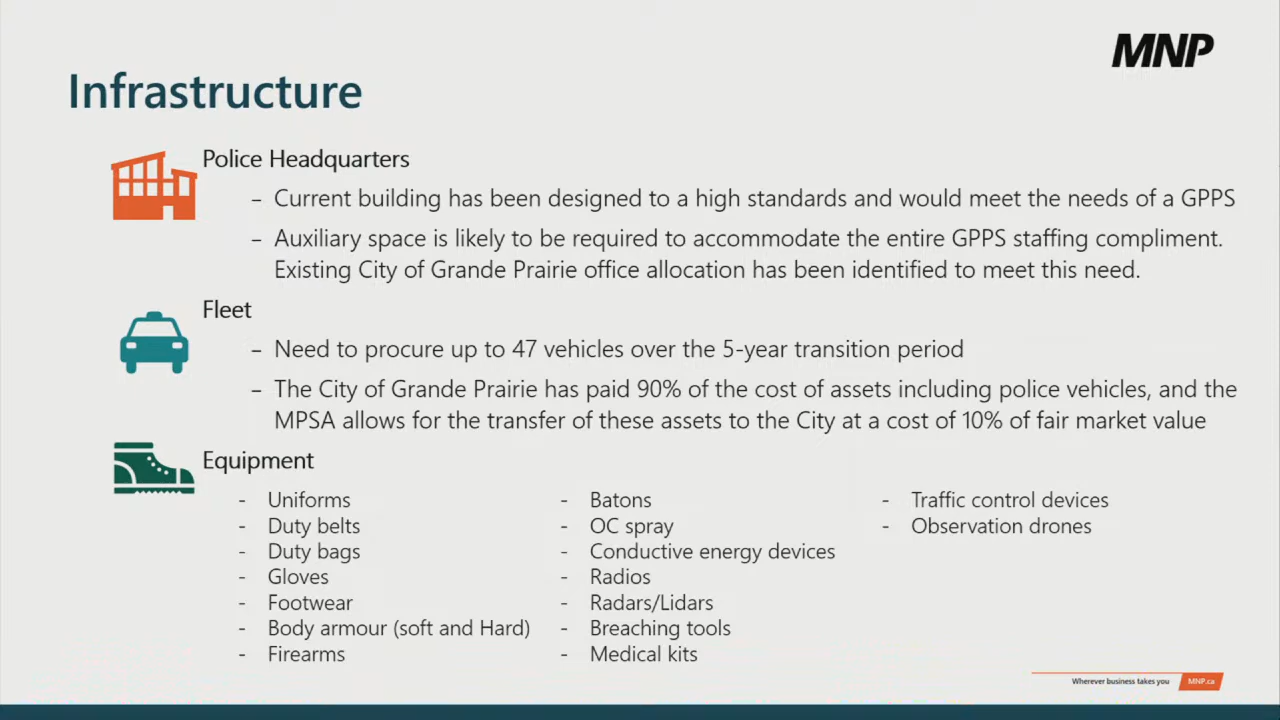 MNP
Infrastructure
Police Headquarters
– Current building has been designed to a high standards and would meet the needs of a GPPS
– Auxiliary space is likely to be required to accommodate the entire GPPS staffing compliment.
Existing City of Grande Prairie office allocation has been identified to meet this need.
Fleet
– Need to procure up to 47 vehicles over the 5-year transition period
– The City of Grande Prairie has paid 90% of the cost of assets including police vehicles, and the
MPSA allows for the transfer of these assets to the City at a cost of 10% of fair market value
Equipment
- Uniforms
- Duty belts
- Duty bags
- Gloves
- Footwear
- Body armour (soft and Hard)
- Firearms
- Batons
- OC spray
- Conductive energy devices
- Radios
- Radars/Lidars
- Breaching tools
- Medical kits
- Traffic control devices
- Observation drones
Wherever business takes you
MNP.ca